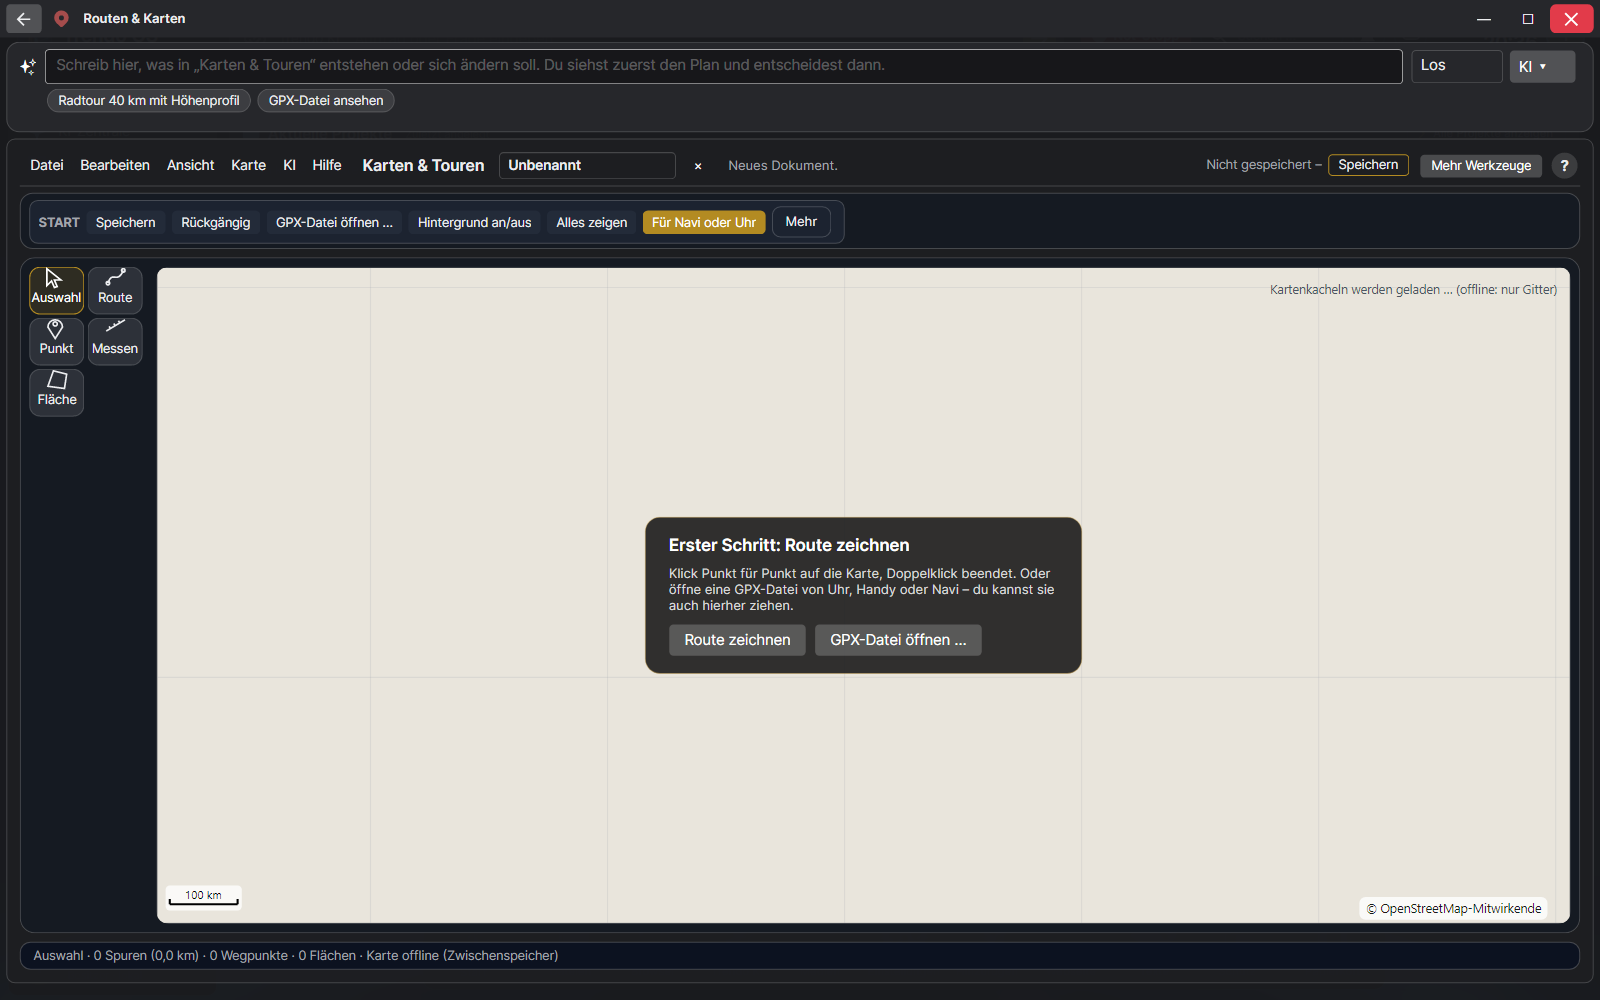 Routen & Karten
Schreib hier, was in „Karten & Touren“ entstehen oder sich ändern soll. Du siehst zuerst den Plan und entscheidest dann.
Los
KI
Radtour 40 km mit Höhenprofil
GPX-Datei ansehen
Datei Bearbeiten Ansicht Karte KI Hilfe Karten & Touren Unbenannt × Neues Dokument. Nicht gespeichert – Speichern Mehr Werkzeuge ?
START Speichern Rückgängig GPX-Datei öffnen ... Hintergrund an/aus Alles zeigen Für Navi oder Uhr Mehr
Auswahl Route
Punkt Messen
Fläche
Kartenkacheln werden geladen ... (offline: nur Gitter)
Erster Schritt: Route zeichnen
Klick Punkt für Punkt auf die Karte, Doppelklick beendet. Oder
öffne eine GPX-Datei von Uhr, Handy oder Navi – du kannst sie
auch hierher ziehen.
Route zeichnen GPX-Datei öffnen ...
100 km
© OpenStreetMap-Mitwirkende
Auswahl · 0 Spuren (0,0 km) · 0 Wegpunkte · 0 Flächen · Karte offline (Zwischenspeicher)